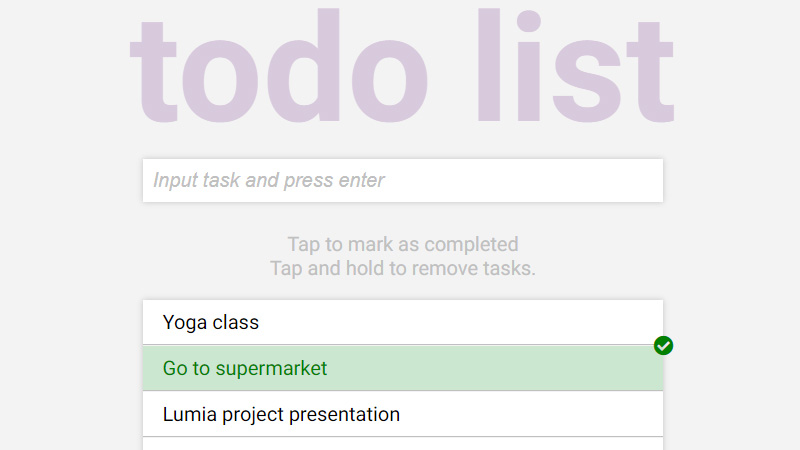 todo list
Input task and press enter
Tap to mark as completed
Tap and hold to remove tasks.
Yoga class
Go to supermarket
Lumia project presentation